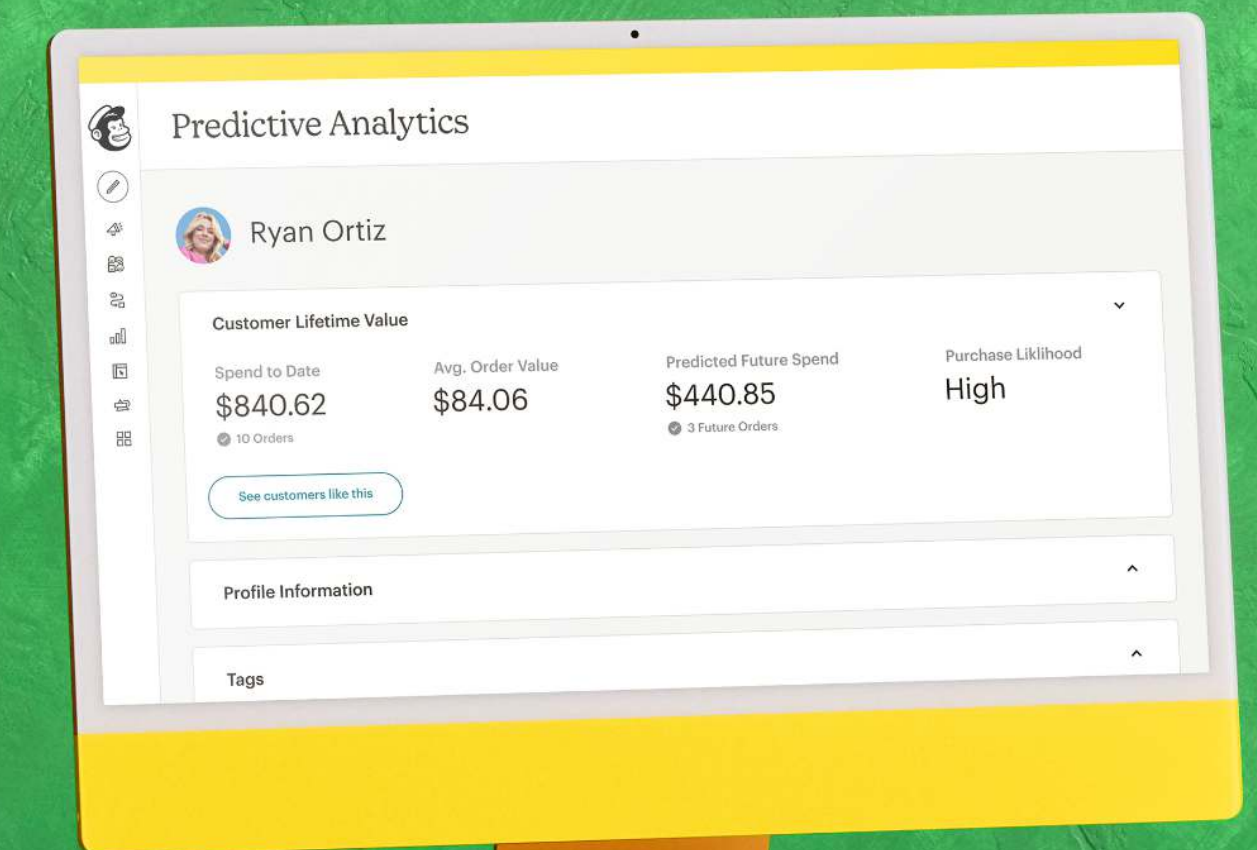 Predictive Analytics
Ryan Ortiz
Customer Lifetime Value
Spend to Date
$840.62
10 Orders
Avg. Order Value
$84.06
Predicted Future Spend
$440.85
3 Future Orders
Purchase Liklihood
High
See customers like this
Profile Information
Tags